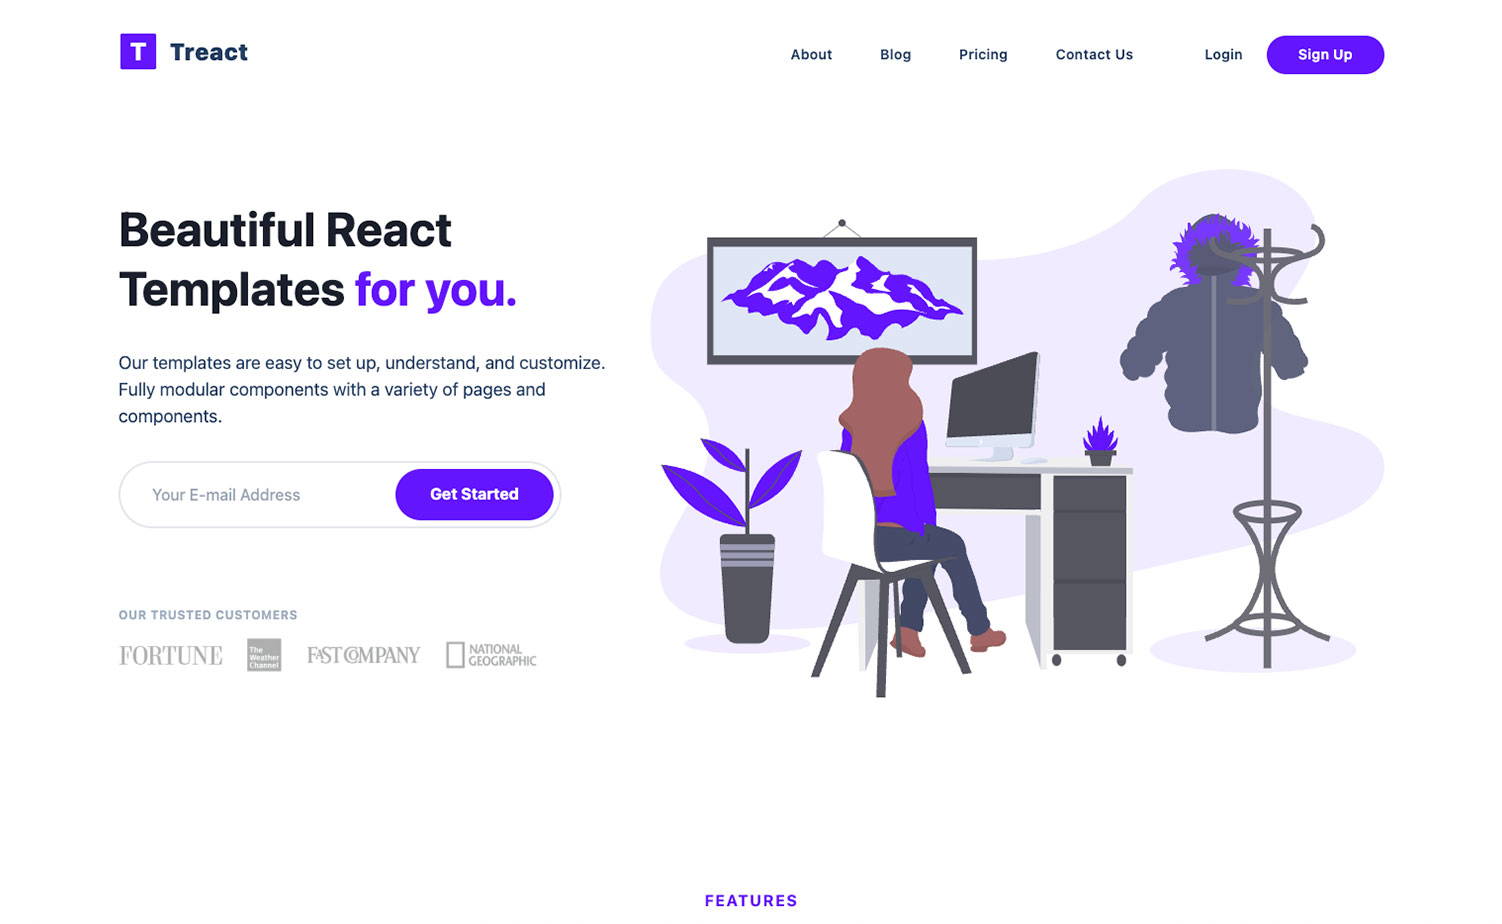 T Treact
About Blog Pricing Contact Us Login Sign Up
Beautiful React
Templates for you.
Our templates are easy to set up, understand, and customize.
Fully modular components with a variety of pages and
components.
Your E-mail Address Get Started
OUR TRUSTED CUSTOMERS
FORTUNE
The
Weather
Channel
FAST COMPANY
NATIONAL
GEOGRAPHIC
FEATURES